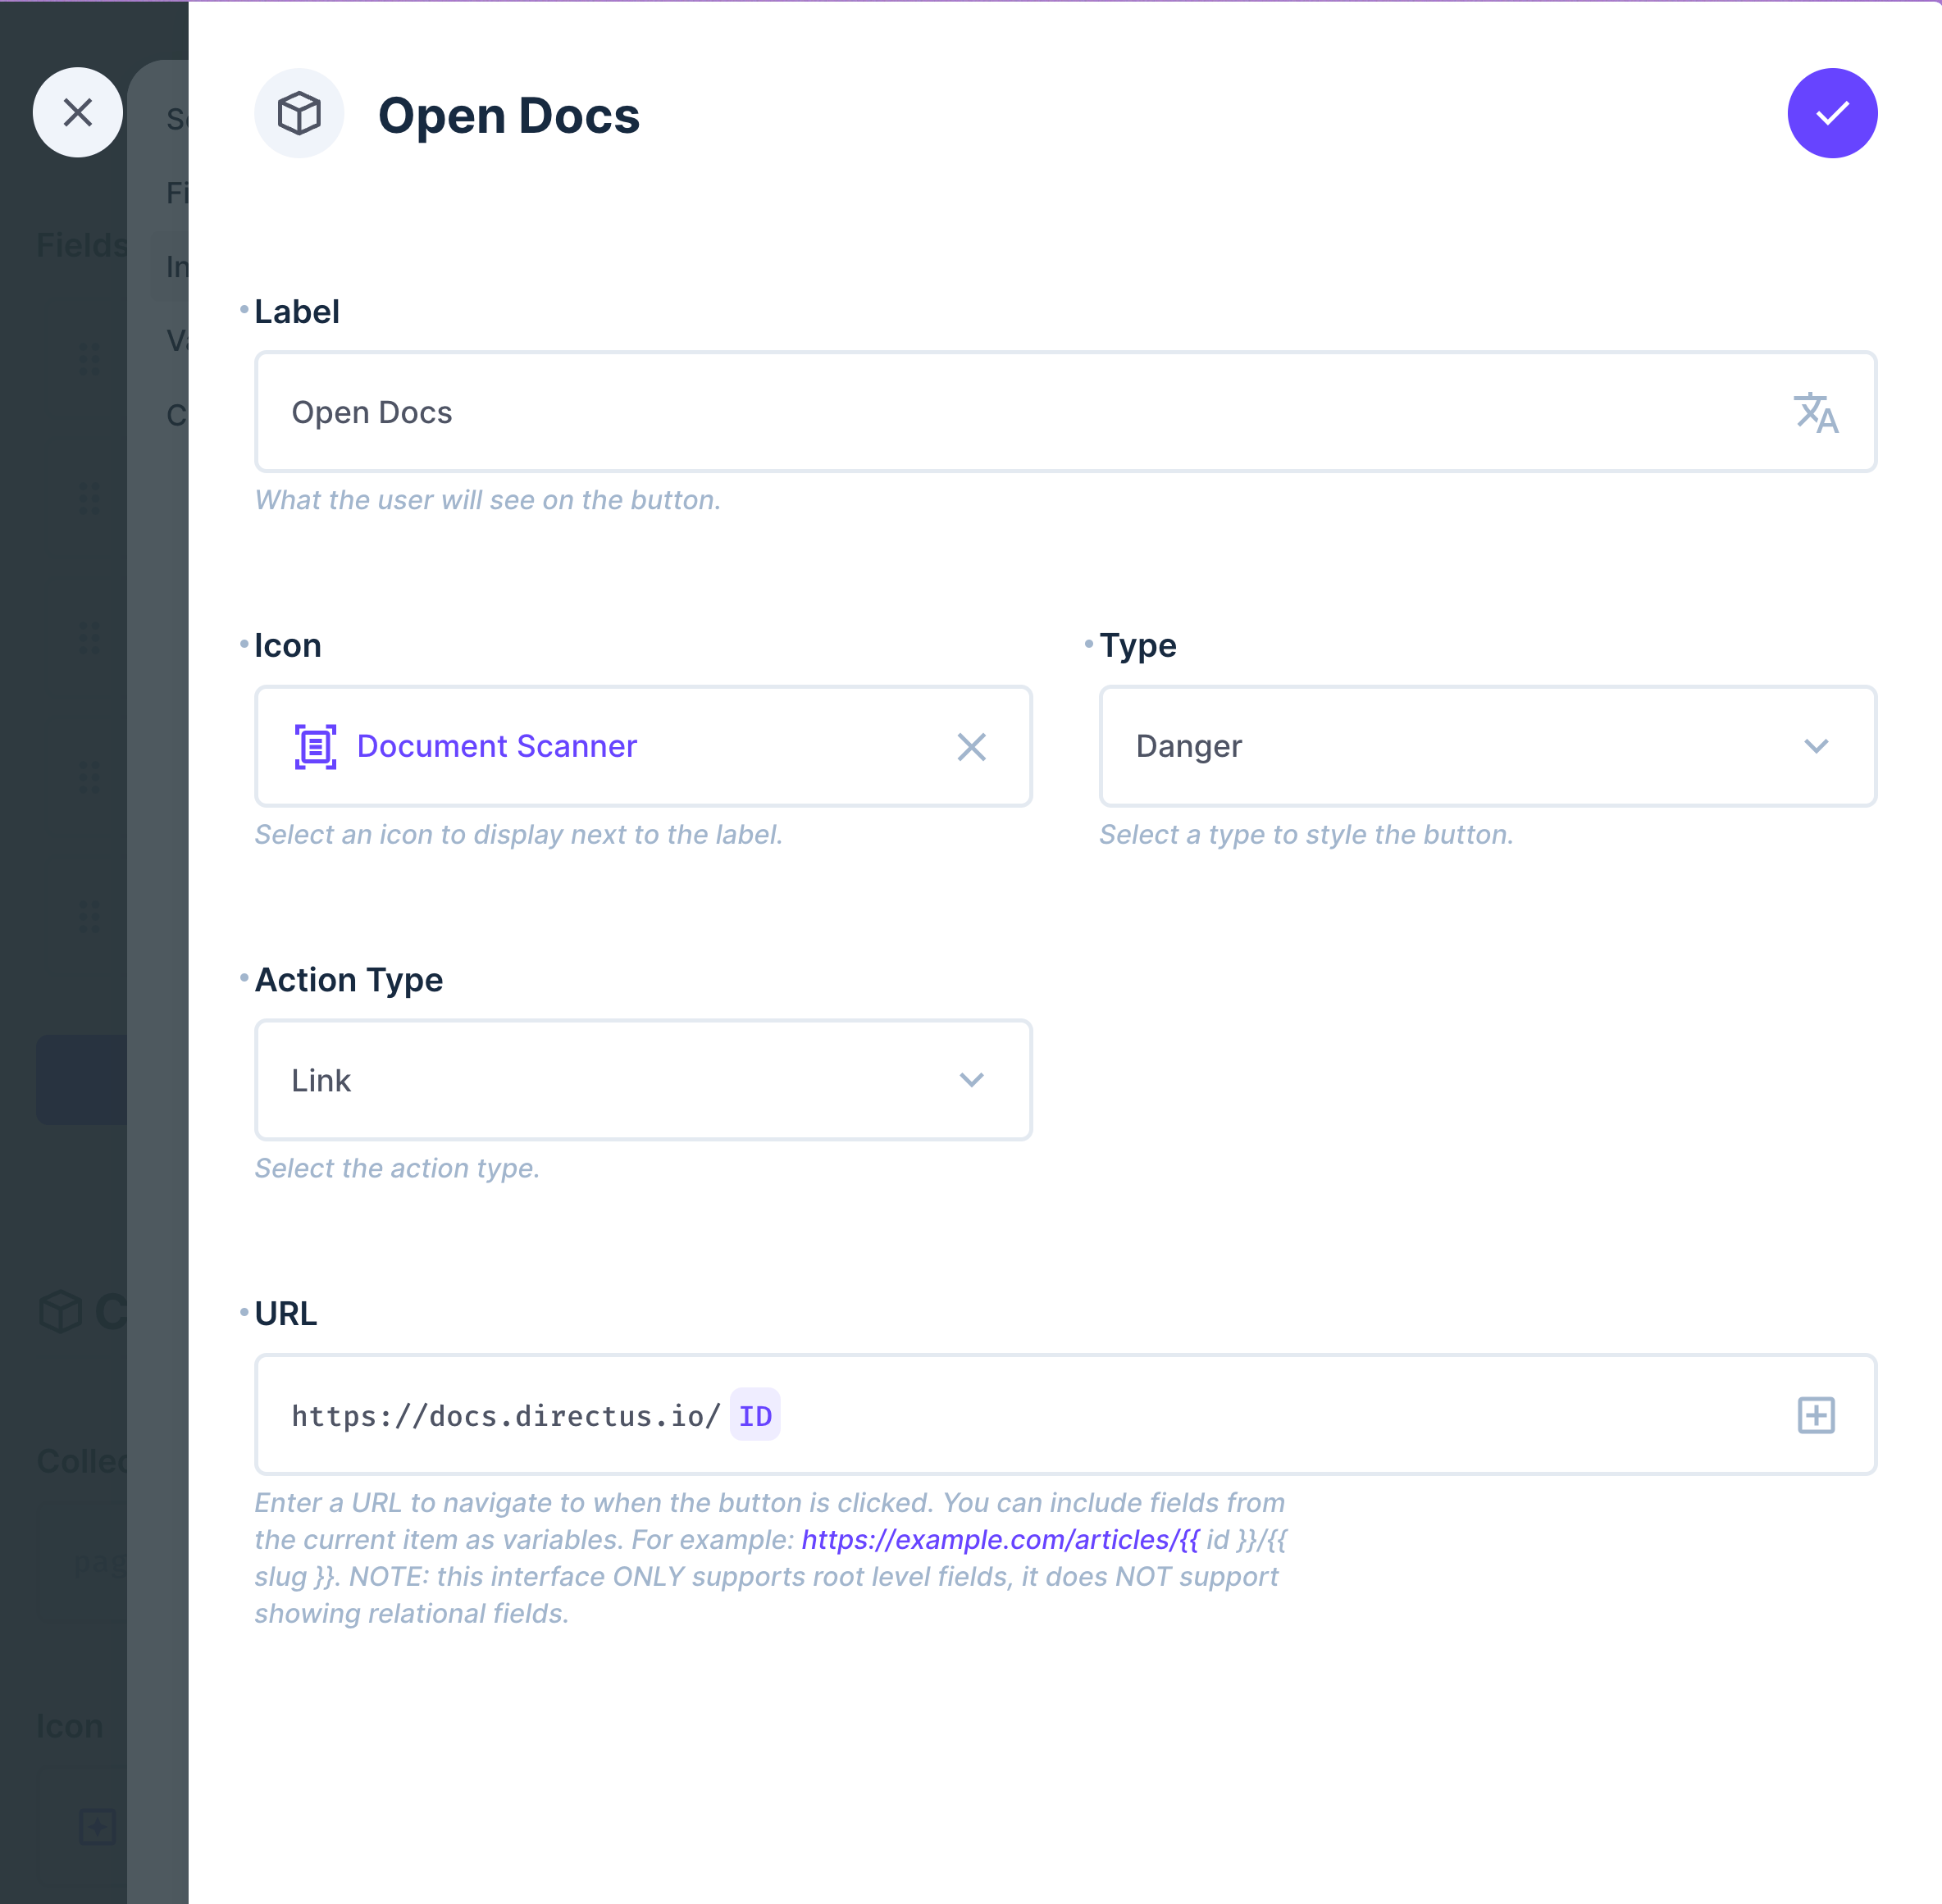 Open Docs
Label
Open Docs
What the user will see on the button.
Icon
Type
Document Scanner
Danger
Select an icon to display next to the label.
Select a type to style the button.
Action Type
Link
Select the action type.
URL
https://docs.directus.io/ ID
Enter a URL to navigate to when the button is clicked. You can include fields from
the current item as variables. For example: https://example.com/articles/{{ id }}/{{
slug }}. NOTE: this interface ONLY supports root level fields, it does NOT support
showing relational fields.
Fields
Icon